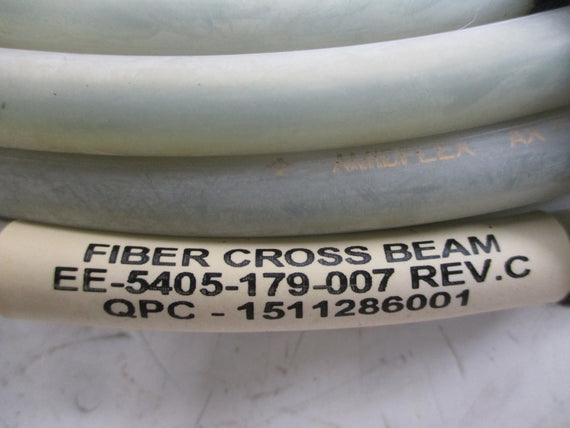 FIBER CROSS BEAM
EE-5405-179-007 REV.C
QPC - 1511286001